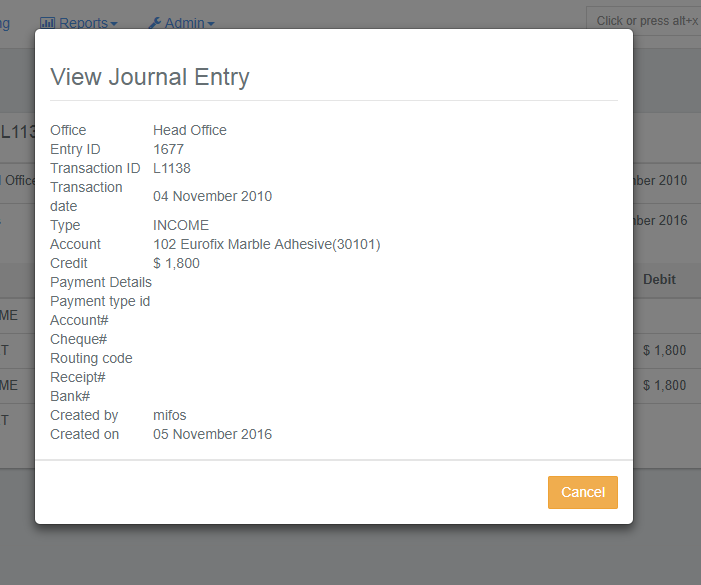 ng Reports Admin Click or press alt+x
View Journal Entry
L113
Office Head Office
Entry ID 1677
Transaction ID L1138
Office
Transaction date 04 November 2010
mber 2010
mber 2016
Type INCOME
Account 102 Eurofix Marble Adhesive(30101)
Credit $ 1,800
Debit
Payment Details
Payment type id
ME
Account#
Cheque#
T $ 1,800
Routing code
Receipt#
ME $ 1,800
Bank#
Created by mifos
T
Created on 05 November 2016
Cancel